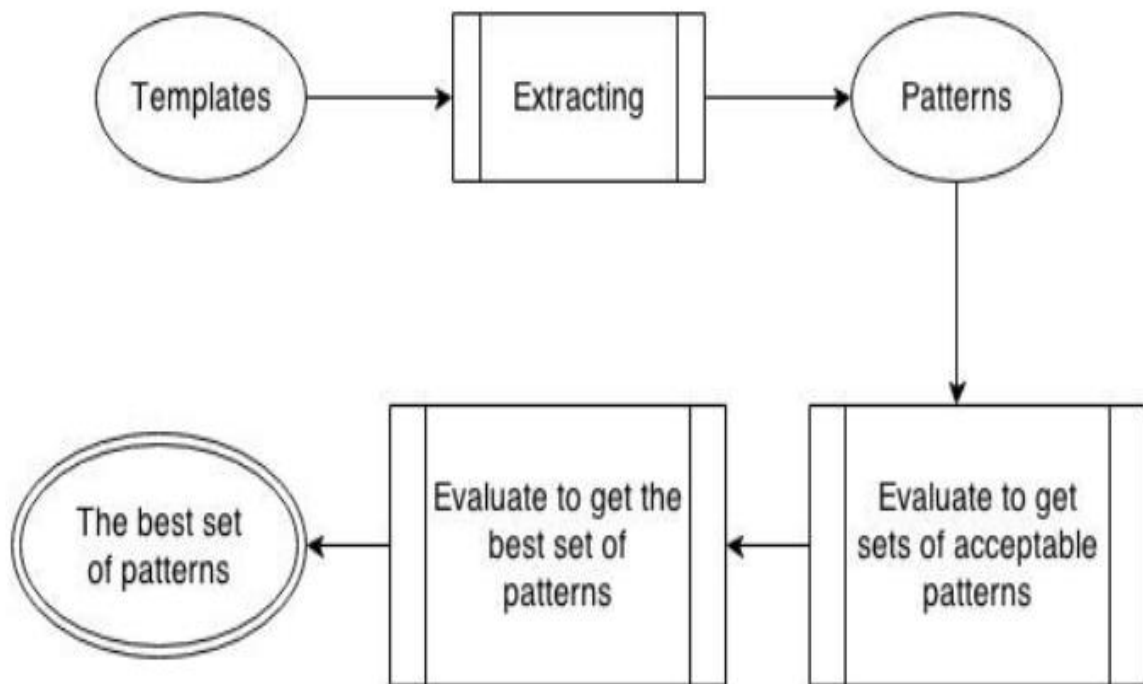 Templates
Extracting
Patterns
Evaluate to get
sets of acceptable
patterns
Evaluate to get the
best set of
patterns
The best set
of patterns